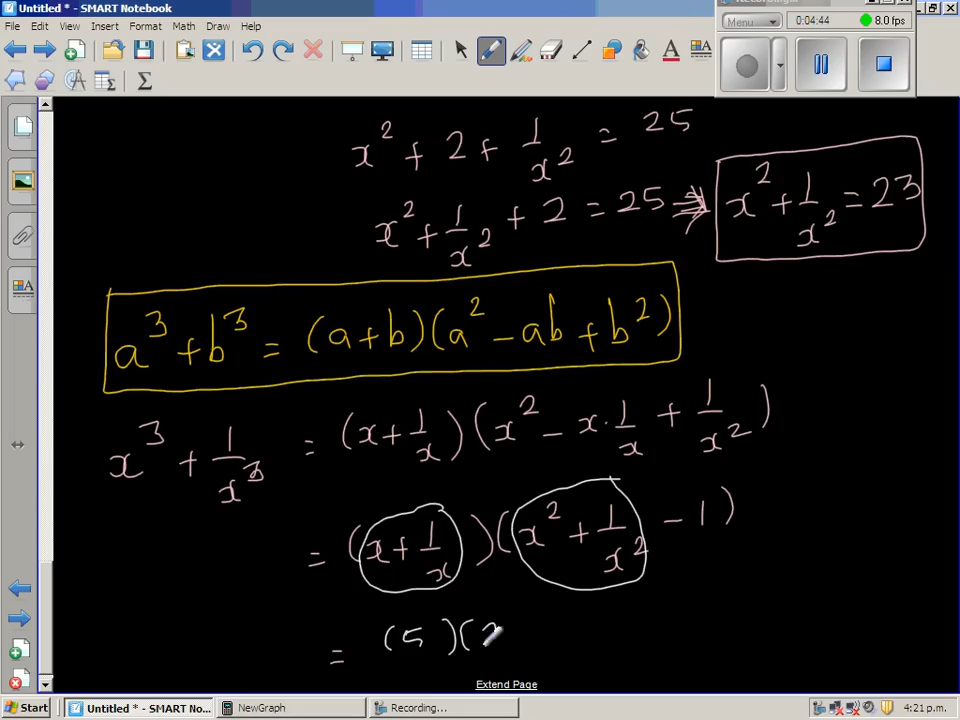 Untitled * - SMART Notebook
File Edit View Insert Format Tools Math Draw Help
Menu 0:04:44 8.0 fps
x² + 2 + 1/x² = 25
x² + 1/x² + 2 = 25 ⇒ x² + 1/x² = 23
a³ + b³ = (a+b)(a² - ab + b²)
x³ + 1/x³ = (x + 1/x)(x² - x·1/x + 1/x²)
= (x + 1/x)(x² + 1/x² - 1)
= (5)(2
Extend Page
Start Untitled * - SMART No... NewGraph Recording... 4:21 p.m.